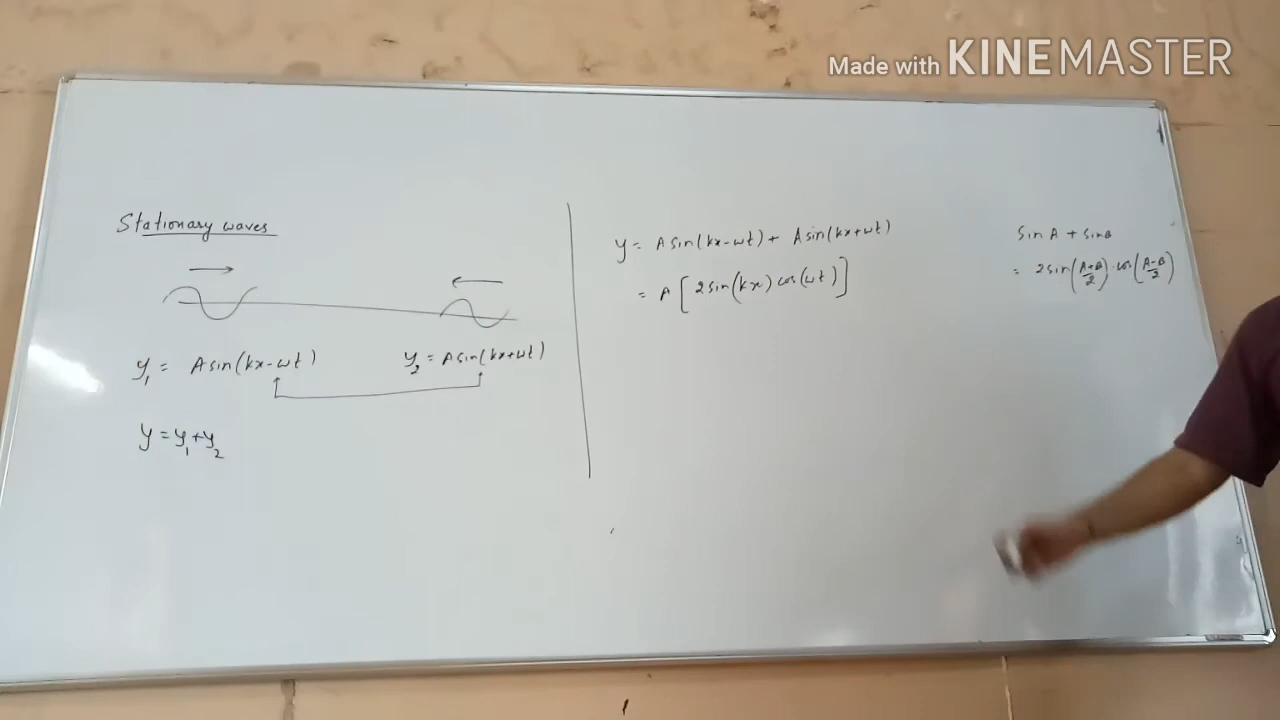 Made with KINEMASTER
Stationary waves
y₁ = A sin(kx-ωt)
y₂ = A sin(kx+ωt)
y = y₁+y₂
y = A sin(kx-ωt) + A sin(kx+ωt)
= A [2 sin(kx) cos(ωt)]
Sin A + sin B
= 2 sin(A+B/2) · cos(A-B/2)